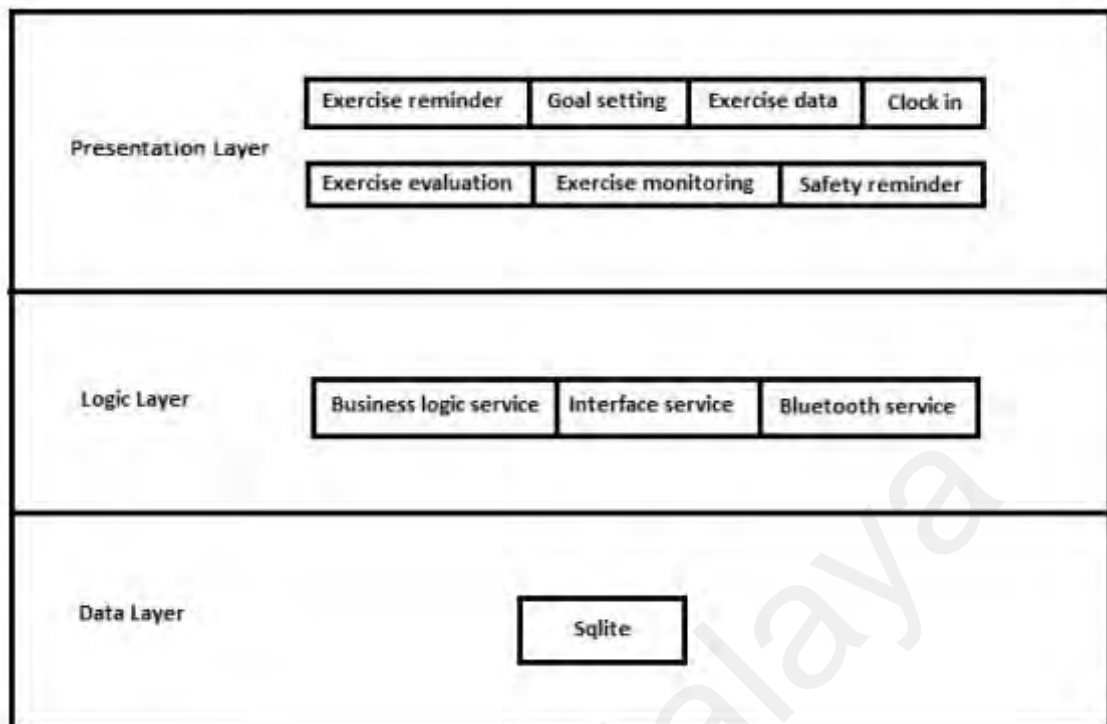 Exercise reminder Goal setting Exercise data Clock in
Presentation Layer
Exercise evaluation Exercise monitoring Safety reminder
Logic Layer Business logic service Interface service Bluetooth service
Data Layer Sqlite
alaya